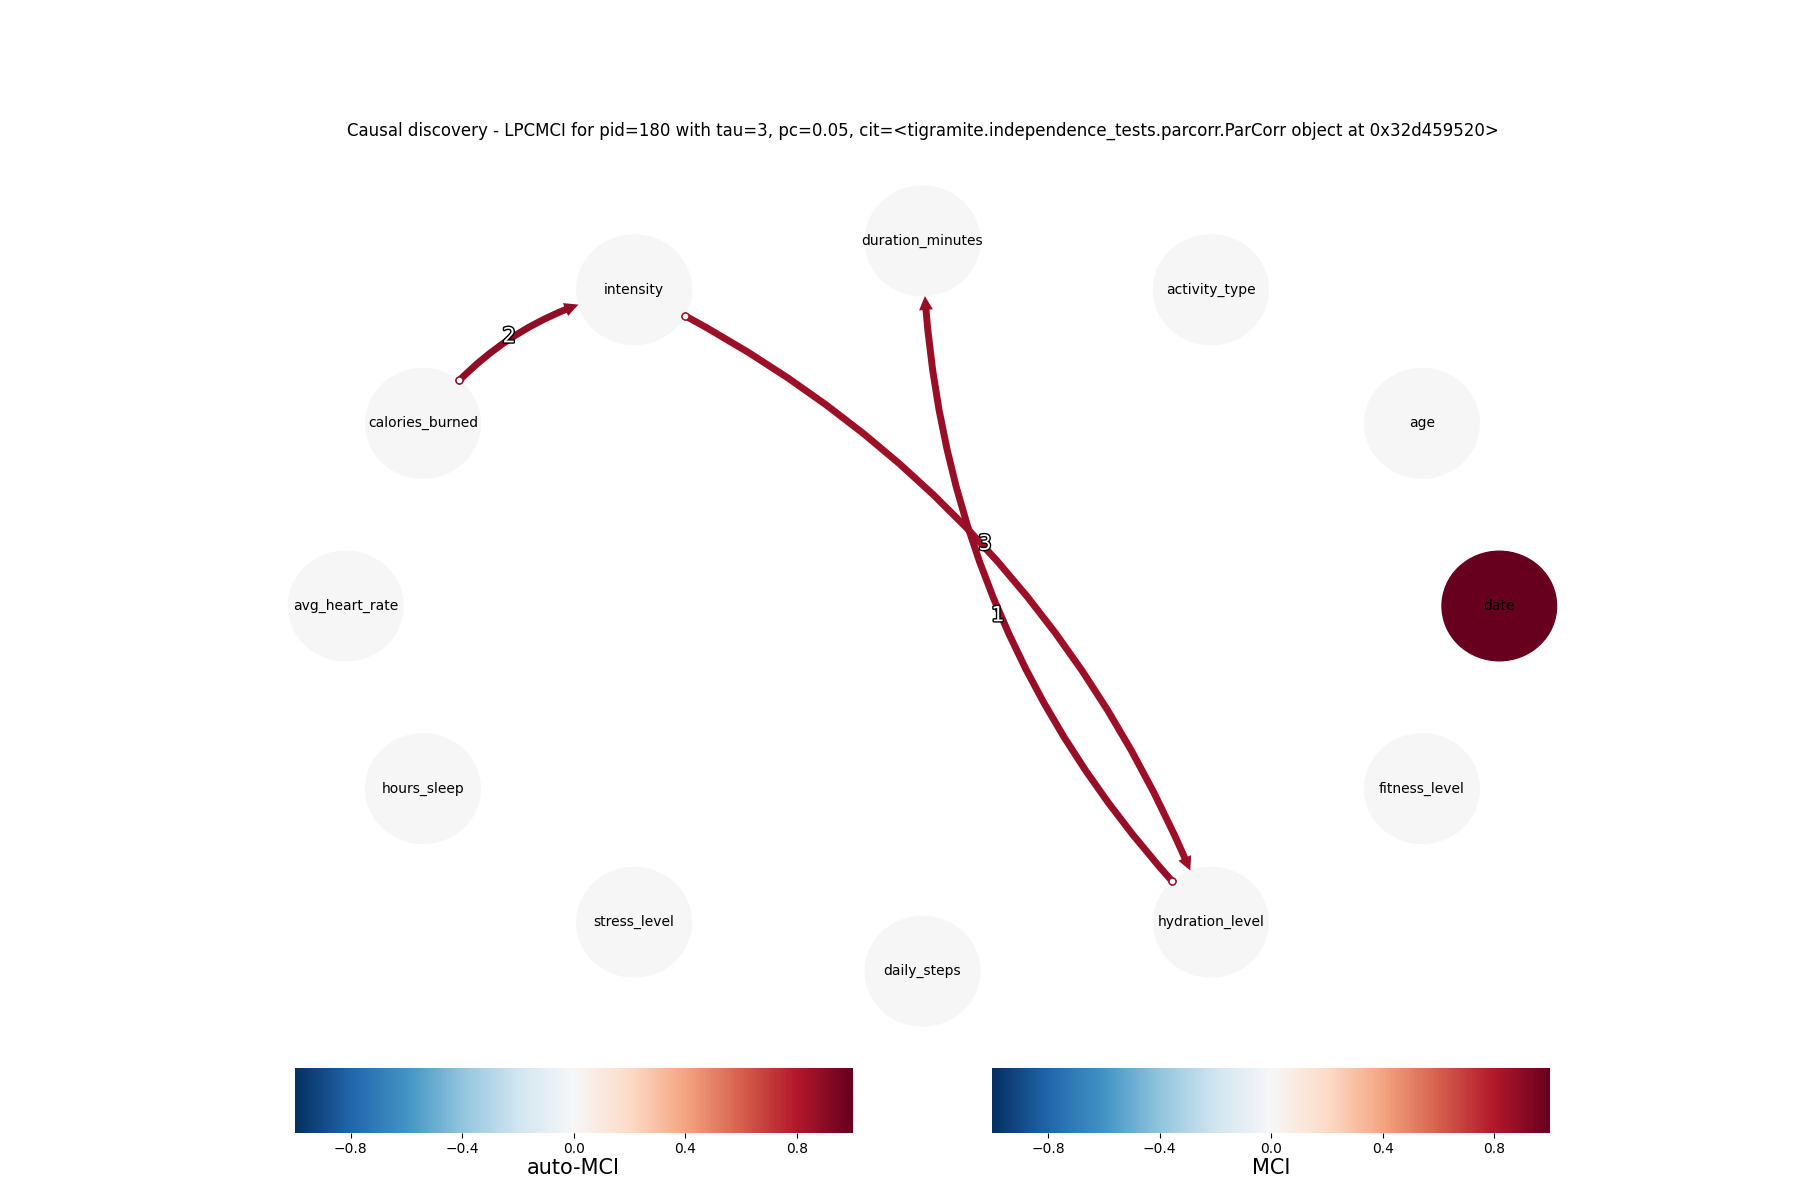 Causal discovery - LPCMCI for pid=180 with tau=3, pc=0.05, cit=<tigramite.independence_tests.parcorr.ParCorr object at 0x32d459520>
duration_minutes
intensity
activity_type
2
calories_burned
age
3
avg_heart_rate
date
1
hours_sleep
fitness_level
stress_level
hydration_level
daily_steps
−0.8 −0.4 0.0 0.4 0.8
auto-MCI
−0.8 −0.4 0.0 0.4 0.8
MCI